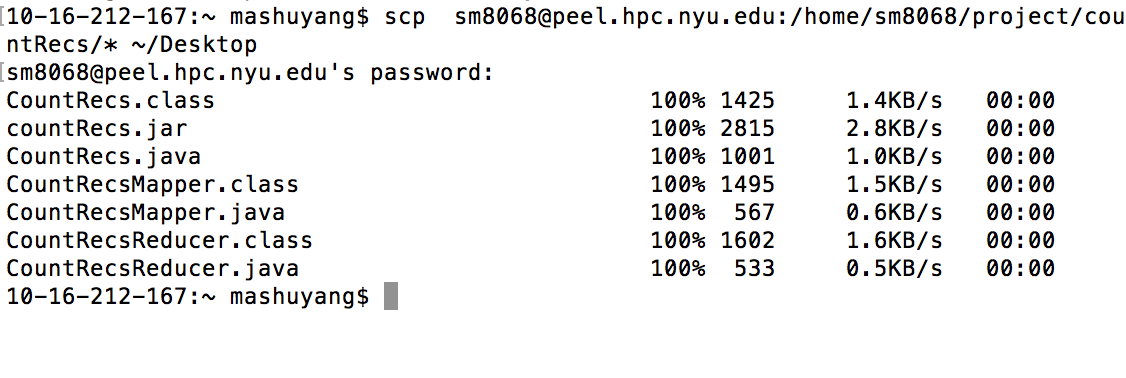 [10-16-212-167:~ mashuyang$ scp  sm8068@peel.hpc.nyu.edu:/home/sm8068/project/cou
ntRecs/* ~/Desktop
[sm8068@peel.hpc.nyu.edu's password:
CountRecs.class                               100% 1425     1.4KB/s   00:00
countRecs.jar                                 100% 2815     2.8KB/s   00:00
CountRecs.java                                100% 1001     1.0KB/s   00:00
CountRecsMapper.class                         100% 1495     1.5KB/s   00:00
CountRecsMapper.java                          100%  567     0.6KB/s   00:00
CountRecsReducer.class                        100% 1602     1.6KB/s   00:00
CountRecsReducer.java                         100%  533     0.5KB/s   00:00
10-16-212-167:~ mashuyang$